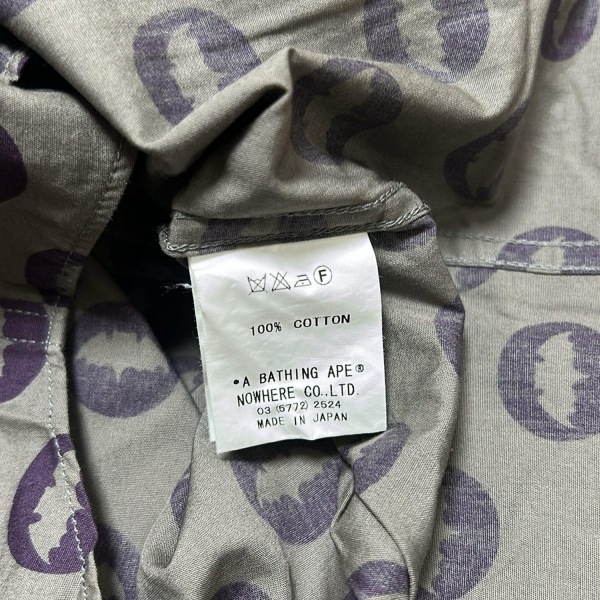 F
100% COTTON
•A BATHING APE®
NOWHERE CO.,LTD.
03 (5772) 2524
MADE IN JAPAN